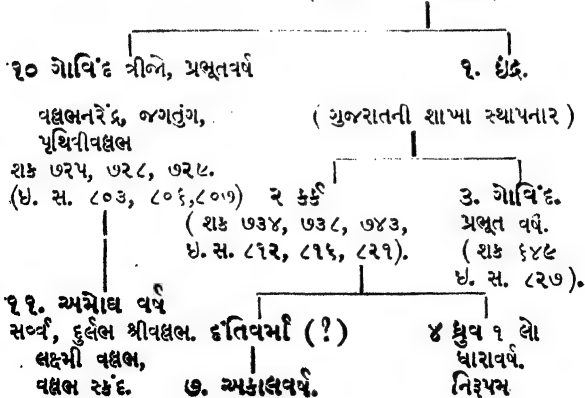 ૧૦ ગોવિંદ ત્રીજો, પ્રભૂતવર્ષ
વલ્લભનરેંદ્ર, જગતુંગ,
પૃથિવીવલ્લભ
શક ૭૨૫, ૭૨૮, ૭૨૯.
(ઇ. સ. ૮૦૩, ૮૦૬,૮૦૭)
૧. ઇંદ્ર.
( ગુજરાતની શાખા સ્થાપનાર )
૨ કર્ક
( શક ૭૩૪, ૭૩૮, ૭૪૩,
ઇ. સ. ૮૧૨, ૮૧૬, ૮૨૧).
૩. ગોવિંદ.
પ્રભૂત વર્ષ.
( શક ૬૪૯
ઇ. સ. ૮૨૭).
૧૧. અમોઘ વર્ષ
સર્વ્વ, દુર્લભ શ્રીવલ્લભ.
લક્ષ્મી વલ્લભ,
વલ્લભ સ્કંદ.
દંતિવર્મા (?)
૭. અકાલવર્ષ.
૪ ધ્રુવ ૧ લો
ધારાવર્ષ.
નિરૂપમ